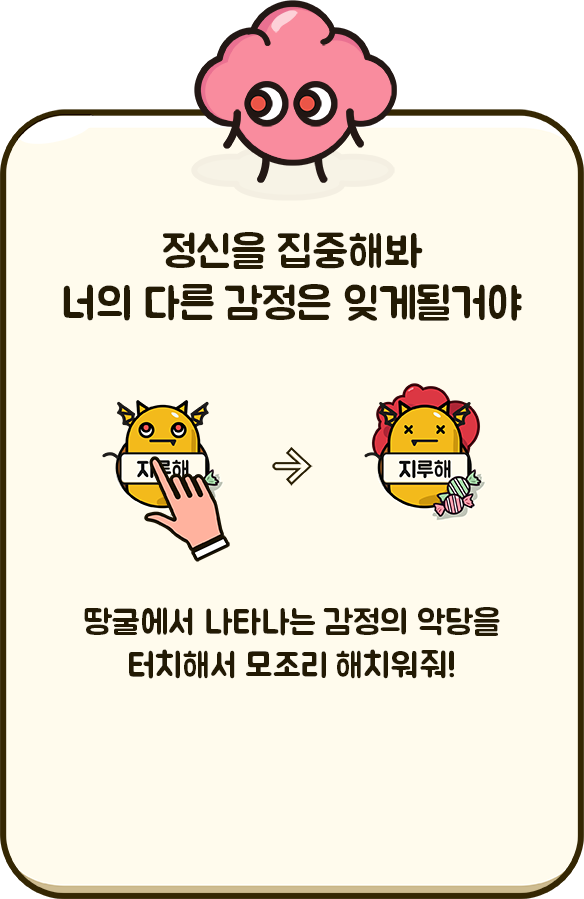 정신을 집중해봐
너의 다른 감정은 잊게될거야
지루해
지루해
땅굴에서 나타나는 감정의 악당을
터치해서 모조리 해치워줘!